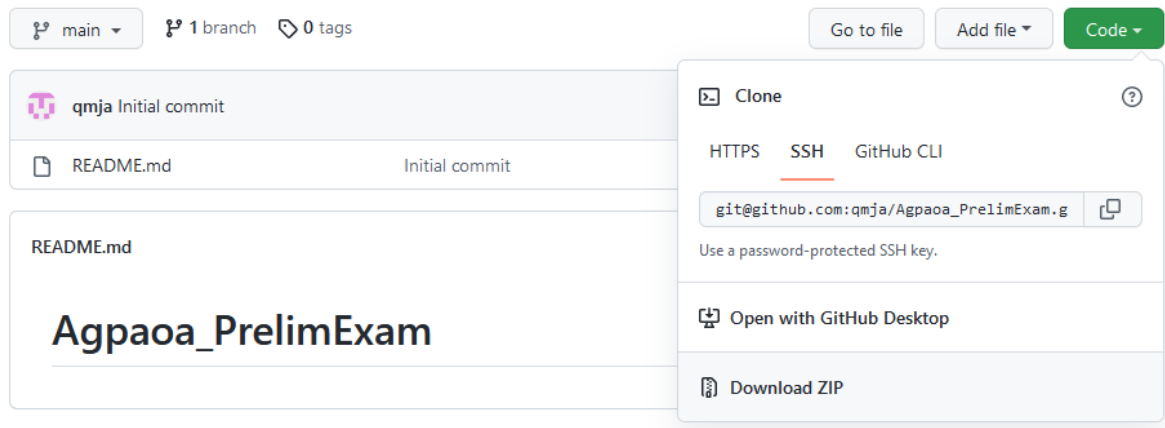 main 1 branch 0 tags Go to file Add file Code
qmja Initial commit
README.md Initial commit
README.md
Agpaoa_PrelimExam
Clone
HTTPS SSH GitHub CLI
git@github.com:qmja/Agpaoa_PrelimExam.g
Use a password-protected SSH key.
Open with GitHub Desktop
Download ZIP